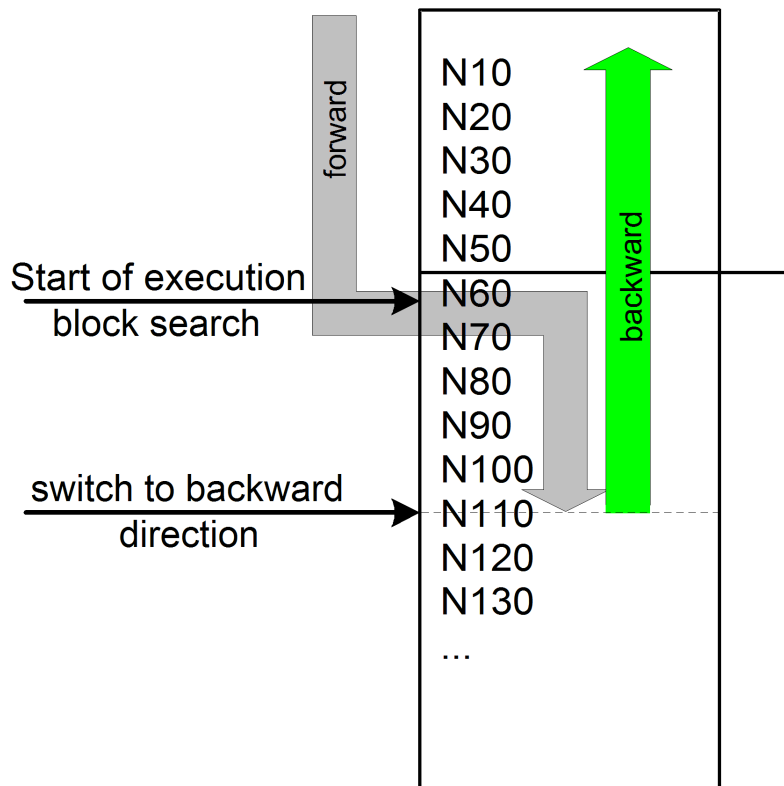 forward
N10
N20
N30
N40
N50
N60
N70
N80
N90
N100
N110
N120
N130
...
backward
Start of execution
block search
switch to backward
direction